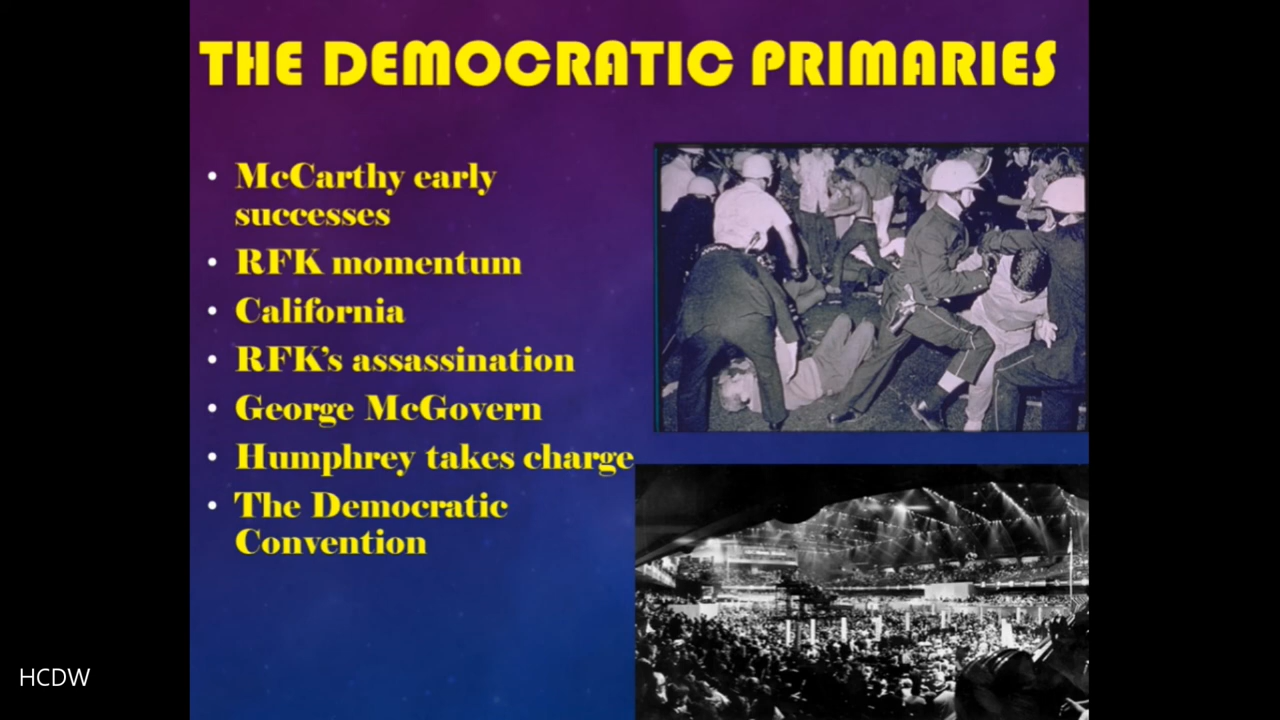 THE DEMOCRATIC PRIMARIES
• McCarthy early
successes
• RFK momentum
• California
• RFK's assassination
• George McGovern
• Humphrey takes charge
• The Democratic
Convention
HCDW